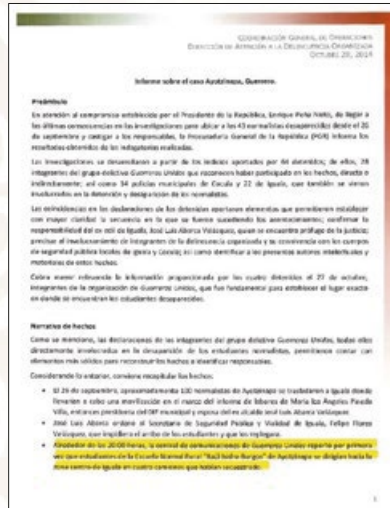 COORDINACIÓN GENERAL DE OPERACIONES
DIRECCIÓN DE ATENCIÓN A LA DELINCUENCIA ORGANIZADA
OCTUBRE 29, 2014
Informe sobre el caso Ayotzinapa, Guerrero.
Preámbulo
En atención al compromiso establecido por el Presidente de la República, Enrique Peña Nieto, de llegar a
las últimas consecuencias en las investigaciones para ubicar a los 43 normalistas desaparecidos desde el 26
de septiembre y castigar a los responsables, la Procuraduría General de la República (PGR) informa los
resultados obtenidos de las indagatorias realizadas.
Las investigaciones se desarrollaron a partir de los indicios aportados por 64 detenidos; de ellos, 28
integrantes del grupo delictivo Guerreros Unidos que reconocen haber participado en los hechos, directa o
indirectamente; así como 14 policías municipales de Cocula y 22 de Iguala, que también se vieron
involucrados en la detención y desaparición de los normalistas.
Las coincidencias en las declaraciones de los detenidos aportaron elementos que permitieron establecer
con mayor claridad la secuencia en la que se fueron sucediendo los acontecimientos; confirmar la
responsabilidad del ex edil de Iguala, José Luis Abarca Velázquez, quien se encuentra prófugo de la justicia;
precisar el involucramiento de integrantes de la delincuencia organizada y su convivencia con los cuerpos
de seguridad pública locales de Iguala y Cocula; así como identificar a los presuntos autores intelectuales y
materiales de estos hechos.
Cobra mayor relevancia la información proporcionada por los cuatro detenidos el 27 de octubre,
integrantes de la organización de Guerreros Unidos, que fue fundamental para establecer el lugar exacto
en donde se encuentran los estudiantes desaparecidos.
Narrativa de hechos
Como se menciona, las declaraciones de los integrantes del grupo delictivo Guerreros Unidos, todos ellos
directamente involucrados en la desaparición de los estudiantes normalistas, permitieron contar con
elementos más sólidos para reconstruir los hechos e identificar a responsables.
Considerando lo anterior, conviene recapitular los hechos:
• El 26 de septiembre, aproximadamente 100 normalistas de Ayotzinapa se trasladaron a Iguala donde
llevarían a cabo una movilización en el marco del informe de labores de María los Ángeles Pineda
Villa, entonces presidenta del DIF municipal y esposa del ex alcalde José Luis Abarca Velázquez.
• José Luis Abarca ordenó al Secretario de Seguridad Pública y Vialidad de Iguala, Felipe Flores
Velázquez, que impidiera el arribo de los estudiantes y que los replegara.
• Alrededor de las 20:00 horas, la central de comunicaciones de Guerreros Unidos reportó por primera
vez que estudiantes de la Escuela Normal Rural "Raúl Isidro Burgos" de Ayotzinapa se dirigían hacia la
zona centro de Iguala en cuatro camiones que habían secuestrado.